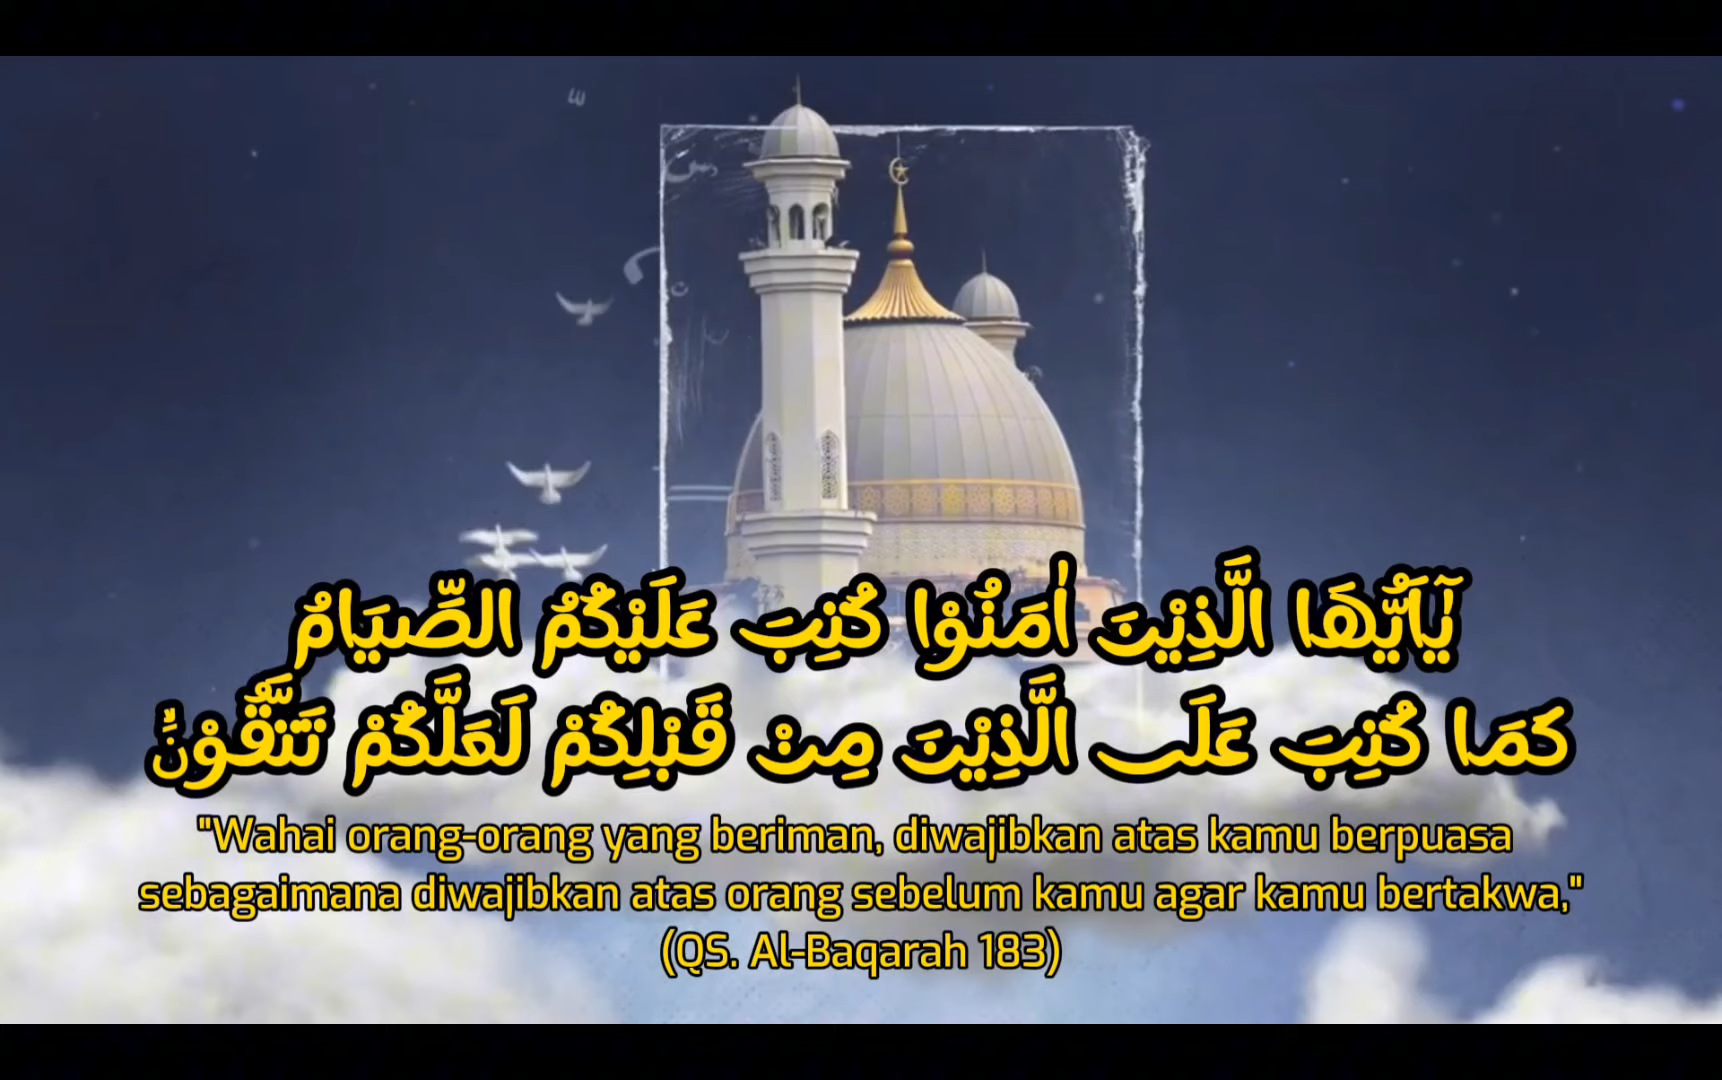 يٰٓاَيُّهَا الَّذِيْنَ اٰمَنُوْا كُتِبَ عَلَيْكُمُ الصِّيَامُ
كَمَا كُتِبَ عَلَى الَّذِيْنَ مِنْ قَبْلِكُمْ لَعَلَّكُمْ تَتَّقُوْنَۙ
"Wahai orang-orang yang beriman, diwajibkan atas kamu berpuasa
sebagaimana diwajibkan atas orang sebelum kamu agar kamu bertakwa,"
(QS. Al-Baqarah 183)